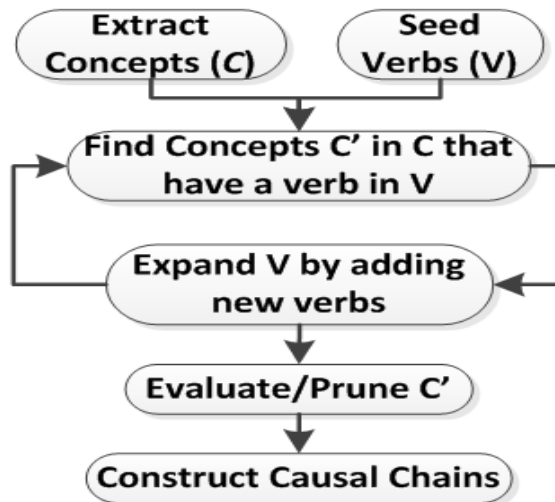 Extract
Concepts (C)
Seed
Verbs (V)
Find Concepts C’ in C that
have a verb in V
Expand V by adding
new verbs
Evaluate/Prune C’
Construct Causal Chains